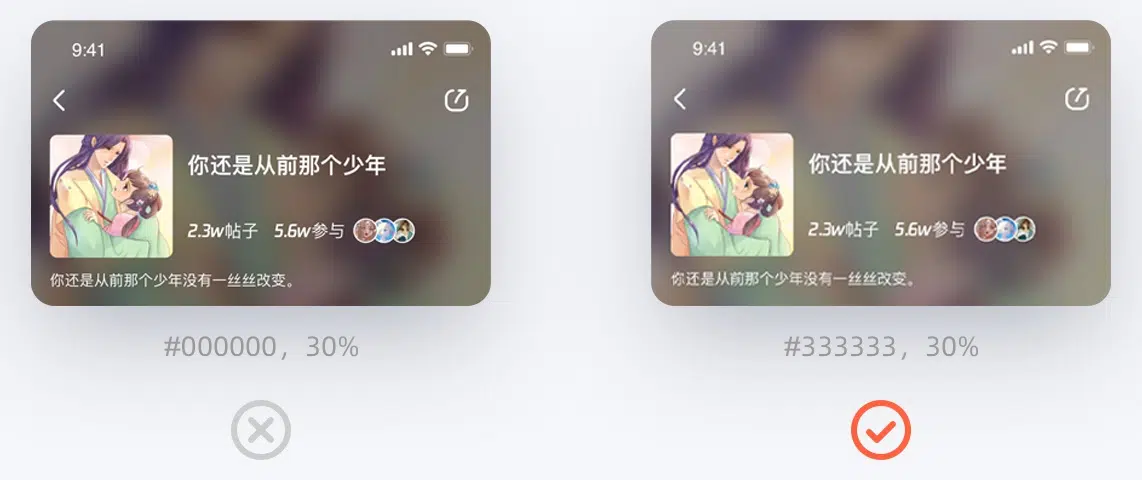 9:41
你还是从前那个少年
2.3w帖子 5.6w参与
你还是从前那个少年没有一丝丝改变。
#000000，30%
9:41
你还是从前那个少年
2.3w帖子 5.6w参与
你还是从前那个少年没有一丝丝改变。
#333333，30%